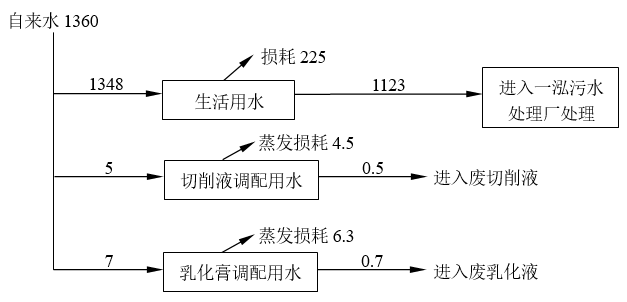 自来水 1360
损耗 225
1348
生活用水
1123
进入一泓污水
处理厂处理
蒸发损耗 4.5
5
切削液调配用水
0.5
进入废切削液
蒸发损耗 6.3
7
乳化膏调配用水
0.7
进入废乳化液